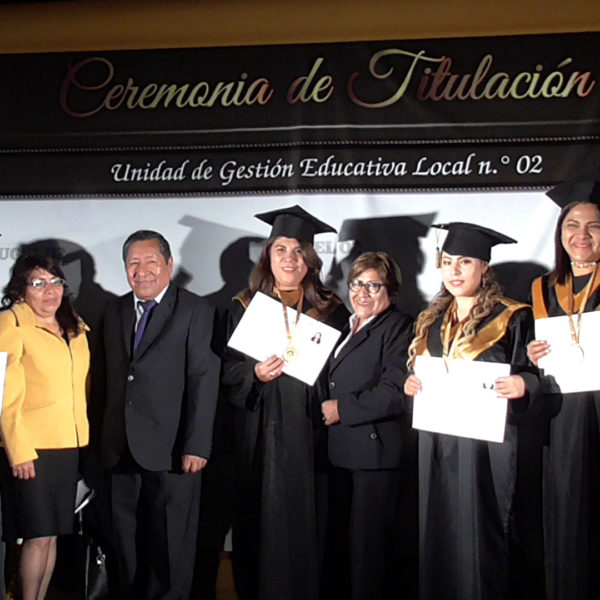 Ceremonia de Titulación
Unidad de Gestión Educativa Local n.° 02